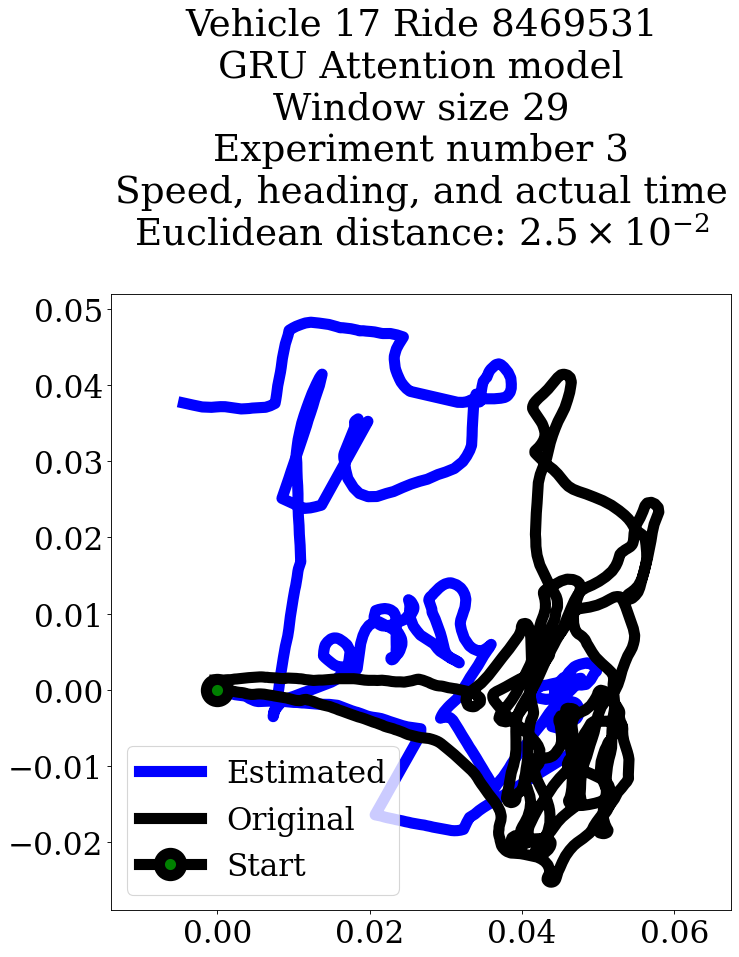 Vehicle 17 Ride 8469531
GRU Attention model
Window size 29
Experiment number 3
Speed, heading, and actual time
Euclidean distance: 2.5 × 10⁻²
0.05
0.04
0.03
0.02
0.01
0.00
−0.01
−0.02
Estimated
Original
Start
0.00 0.02 0.04 0.06